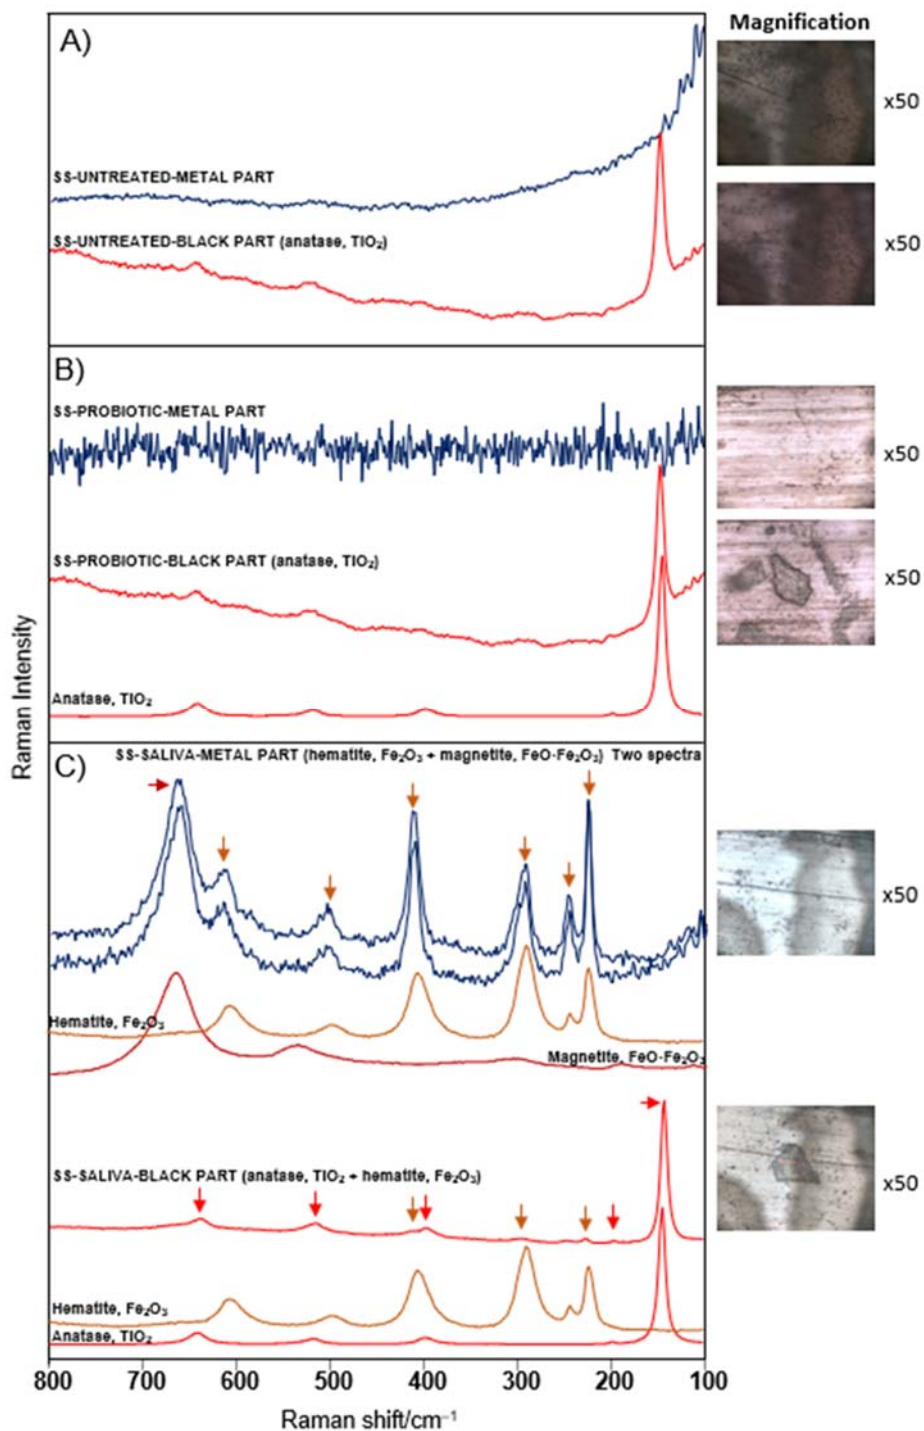 Magnification
A)
x50
SS-UNTREATED-METAL PART
x50
SS-UNTREATED-BLACK PART (anatase, TiO₂)
B)
SS-PROBIOTIC-METAL PART
x50
SS-PROBIOTIC-BLACK PART (anatase, TiO₂)
x50
Anatase, TiO₂
Raman Intensity
C)
SS-SALIVA-METAL PART (hematite, Fe₂O₃ + magnetite, FeO·Fe₂O₃) Two spectra
x50
Hematite, Fe₂O₃
Magnetite, FeO·Fe₂O₃
SS-SALIVA-BLACK PART (anatase, TiO₂ + hematite, Fe₂O₃)
x50
Hematite, Fe₂O₃
Anatase, TiO₂
800 700 600 500 400 300 200 100
Raman shift/cm⁻¹